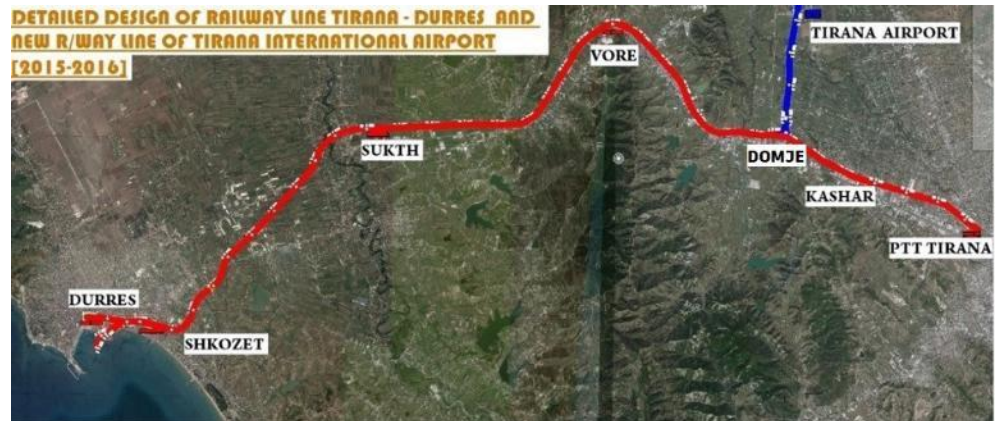 DETAILED DESIGN OF RAILWAY LINE TIRANA - DURRES AND
NEW R/WAY LINE OF TIRANA INTERNATIONAL AIRPORT
[2015-2016]
TIRANA AIRPORT
VORE
SUKTH
DOMJE
KASHAR
PTT TIRANA
DURRES
SHKOZET